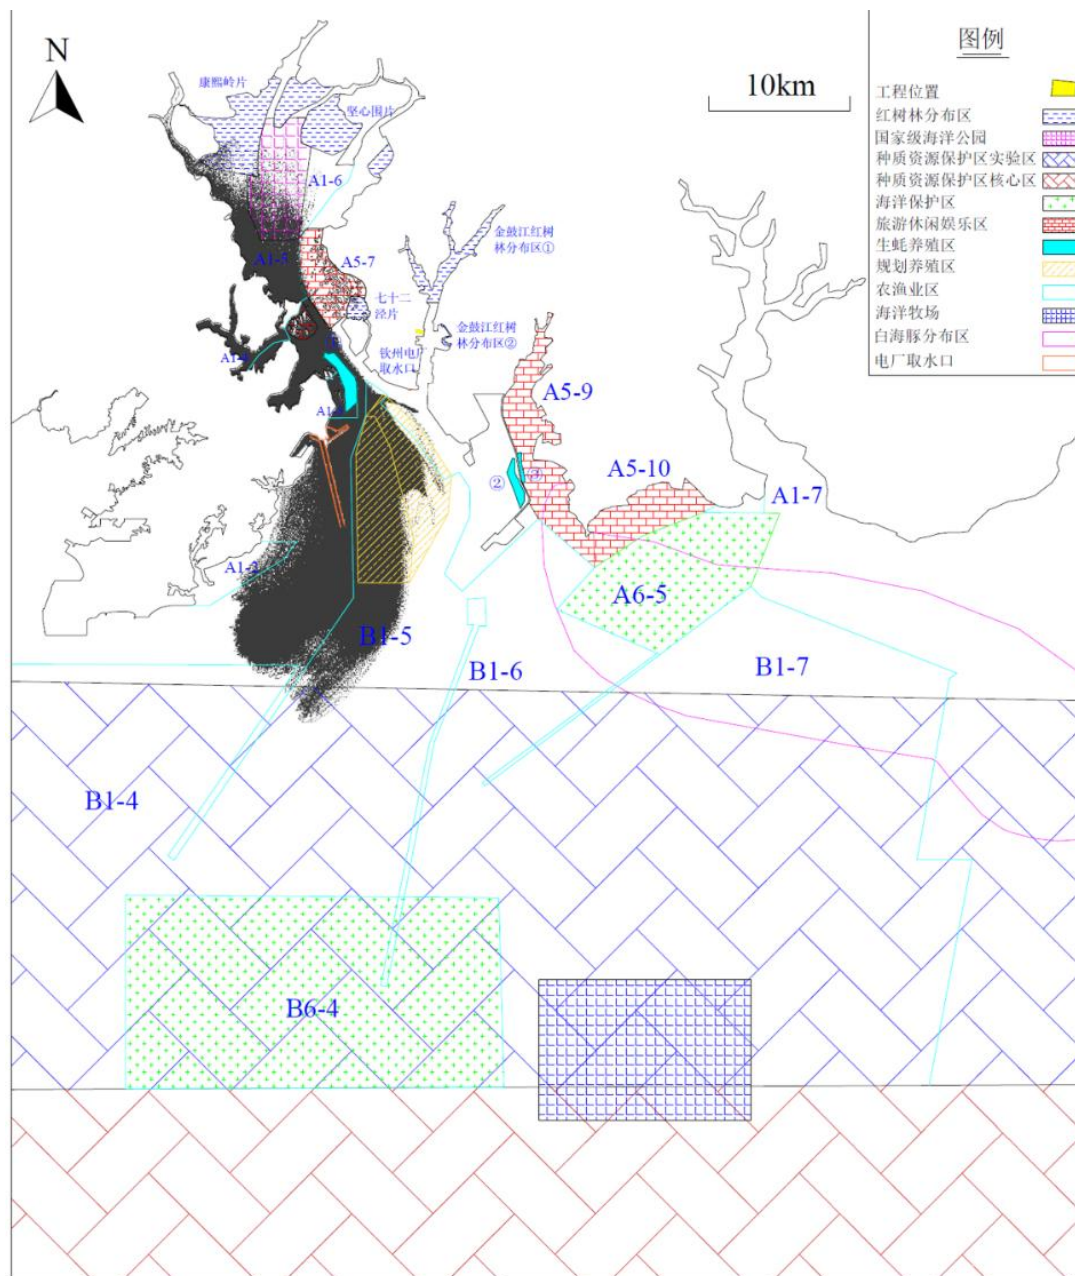 N
10km
图例
工程位置
红树林分布区
国家级海洋公园
种质资源保护区实验区
种质资源保护区核心区
海洋保护区
旅游休闲娱乐区
生蚝养殖区
规划养殖区
农渔业区
海洋牧场
白海豚分布区
电厂取水口
康熙岭片
坚心围片
A1-6
金鼓江红树
林分布区①
A1-5
A5-7
七十二
泾片
金鼓江红树
林分布区②
钦州电厂
取水口
A5-9
A5-10
②
③
A1-7
A6-5
B1-5
B1-6
B1-7
B1-4
B6-4